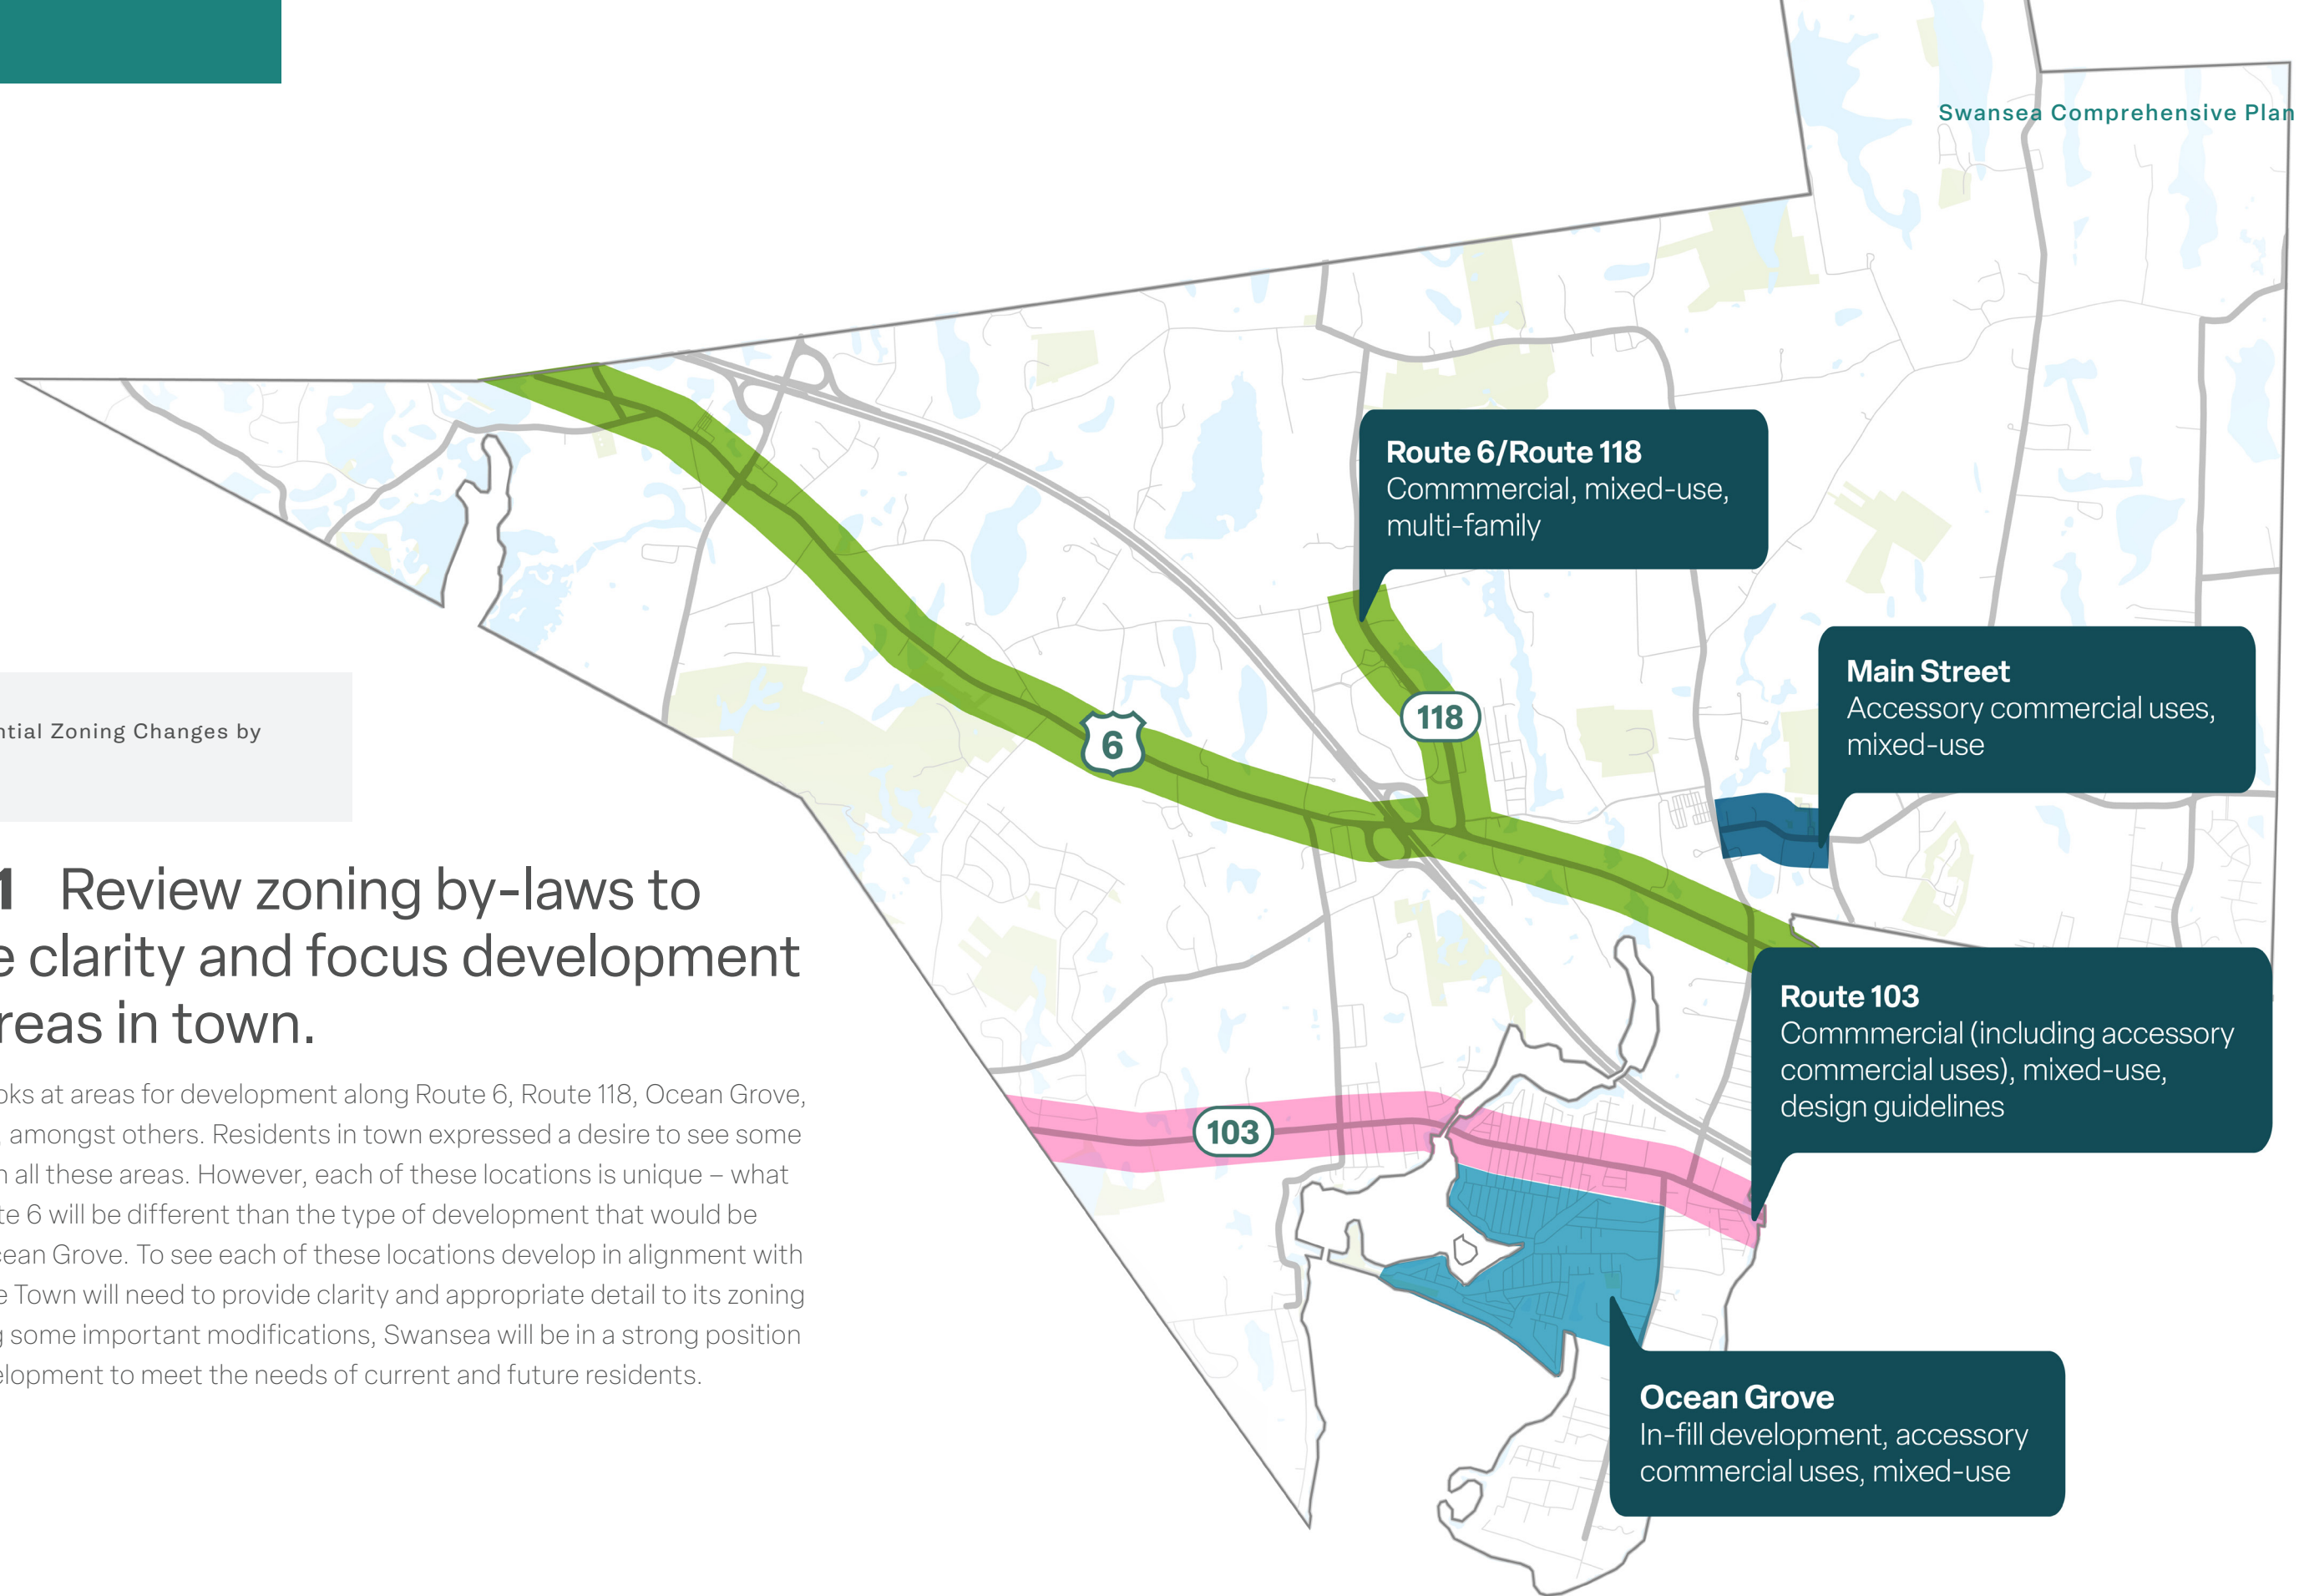 Swansea Comprehensive Plan
Route 6/Route 118
Commmercial, mixed-use,
multi-family
Main Street
Accessory commercial uses,
mixed-use
118
6
ntial Zoning Changes by
1 Review zoning by-laws to
e clarity and focus development
reas in town.
Route 103
Commmercial (including accessory
commercial uses), mixed-use,
design guidelines
oks at areas for development along Route 6, Route 118, Ocean Grove,
, amongst others. Residents in town expressed a desire to see some
n all these areas. However, each of these locations is unique – what
te 6 will be different than the type of development that would be
cean Grove. To see each of these locations develop in alignment with
e Town will need to provide clarity and appropriate detail to its zoning
g some important modifications, Swansea will be in a strong position
elopment to meet the needs of current and future residents.
103
Ocean Grove
In-fill development, accessory
commercial uses, mixed-use